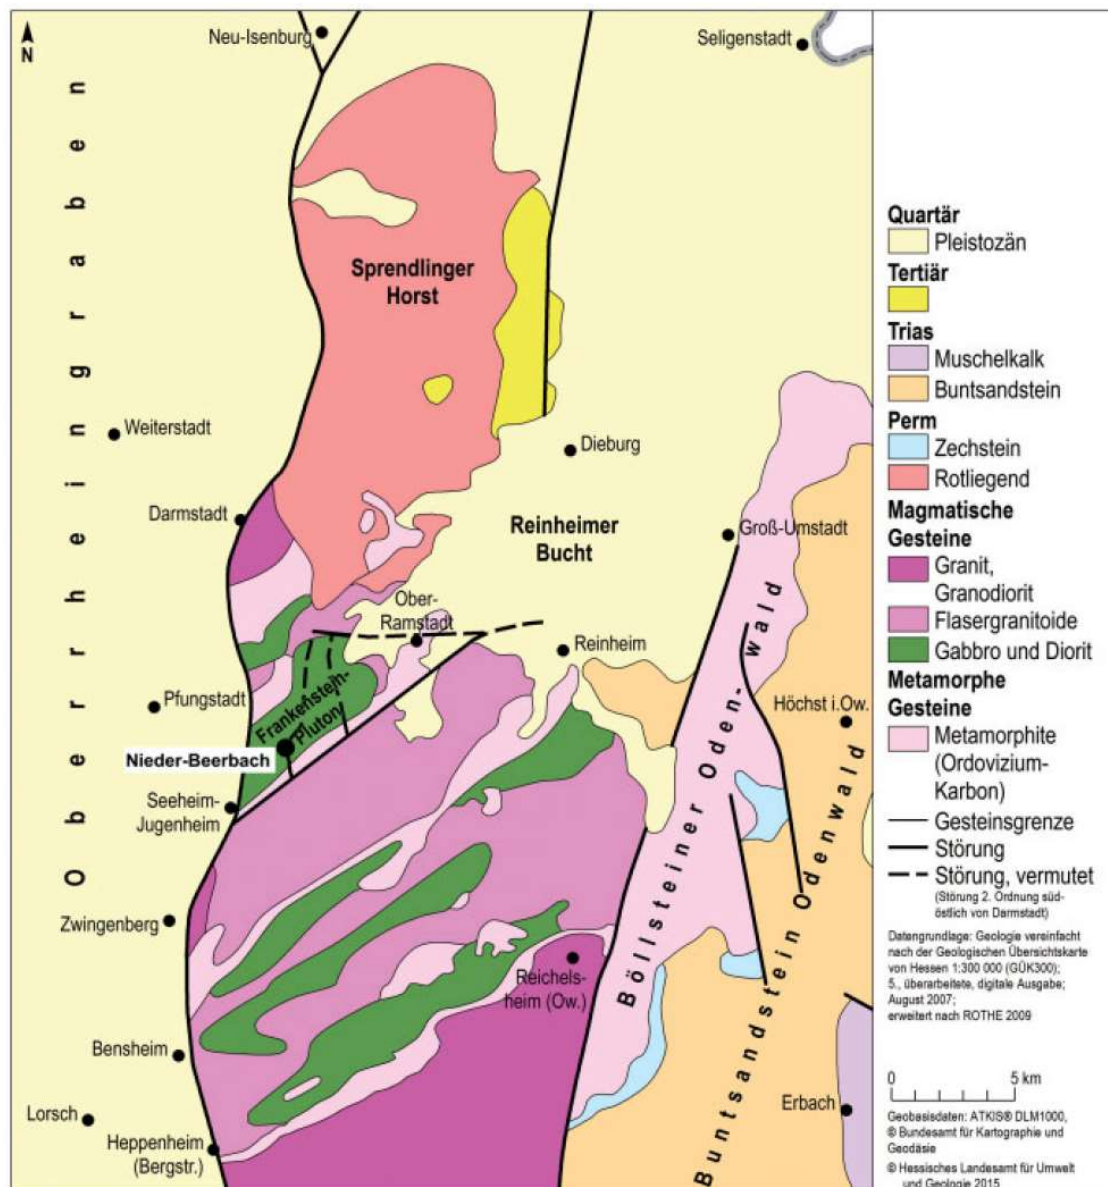 N
Neu-Isenburg
Seligenstadt
Oberrheingraben
Sprendlinger
Horst
Weiterstadt
Dieburg
Darmstadt
Reinheimer
Bucht
Groß-Umstadt
Ober-
Ramstadt
Reinheim
Pfungstadt
Frankenstein-
Pluton
Höchst i.Ow.
Nieder-Beerbach
Seeheim-
Jugenheim
Böllsteiner Oden-
wald
Zwingenberg
Reichels-
heim (Ow.)
Buntsandstein Odenwald
Bensheim
Lorsch
Erbach
Heppenheim
(Bergstr.)
Quartär
Pleistozän
Tertiär
Trias
Muschelkalk
Buntsandstein
Perm
Zechstein
Rotliegend
Magmatische
Gesteine
Granit,
Granodiorit
Flasergranitoide
Gabbro und Diorit
Metamorphe
Gesteine
Metamorphite
(Ordovizium-
Karbon)
Gesteinsgrenze
Störung
Störung, vermutet
(Störung 2. Ordnung süd-
östlich von Darmstadt)
Datengrundlage: Geologie vereinfacht
nach der Geologischen Übersichtskarte
von Hessen 1:300 000 (GÜK300);
5., überarbeitete, digitale Ausgabe;
August 2007;
erweitert nach ROTHE 2009
0 5 km
Geobasisdaten: ATKIS® DLM1000,
© Bundesamt für Kartographie und
Geodäsie
© Hessisches Landesamt für Umwelt
und Geologie 2015